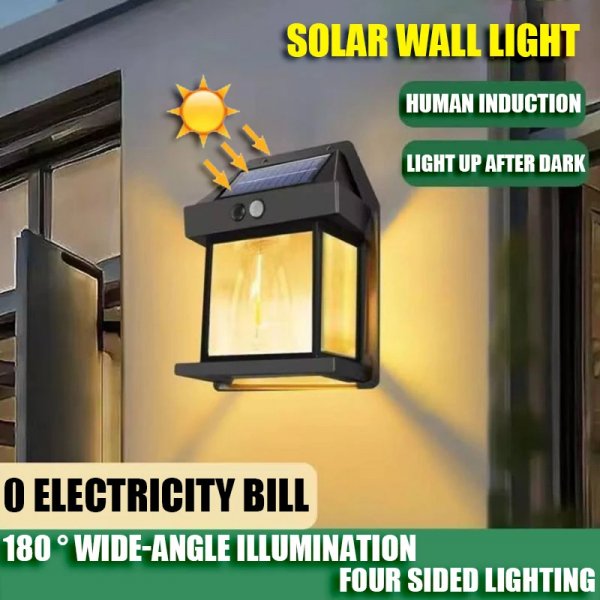 SOLAR WALL LIGHT
HUMAN INDUCTION
LIGHT UP AFTER DARK
0 ELECTRICITY BILL
180 ° WIDE-ANGLE ILLUMINATION
FOUR SIDED LIGHTING